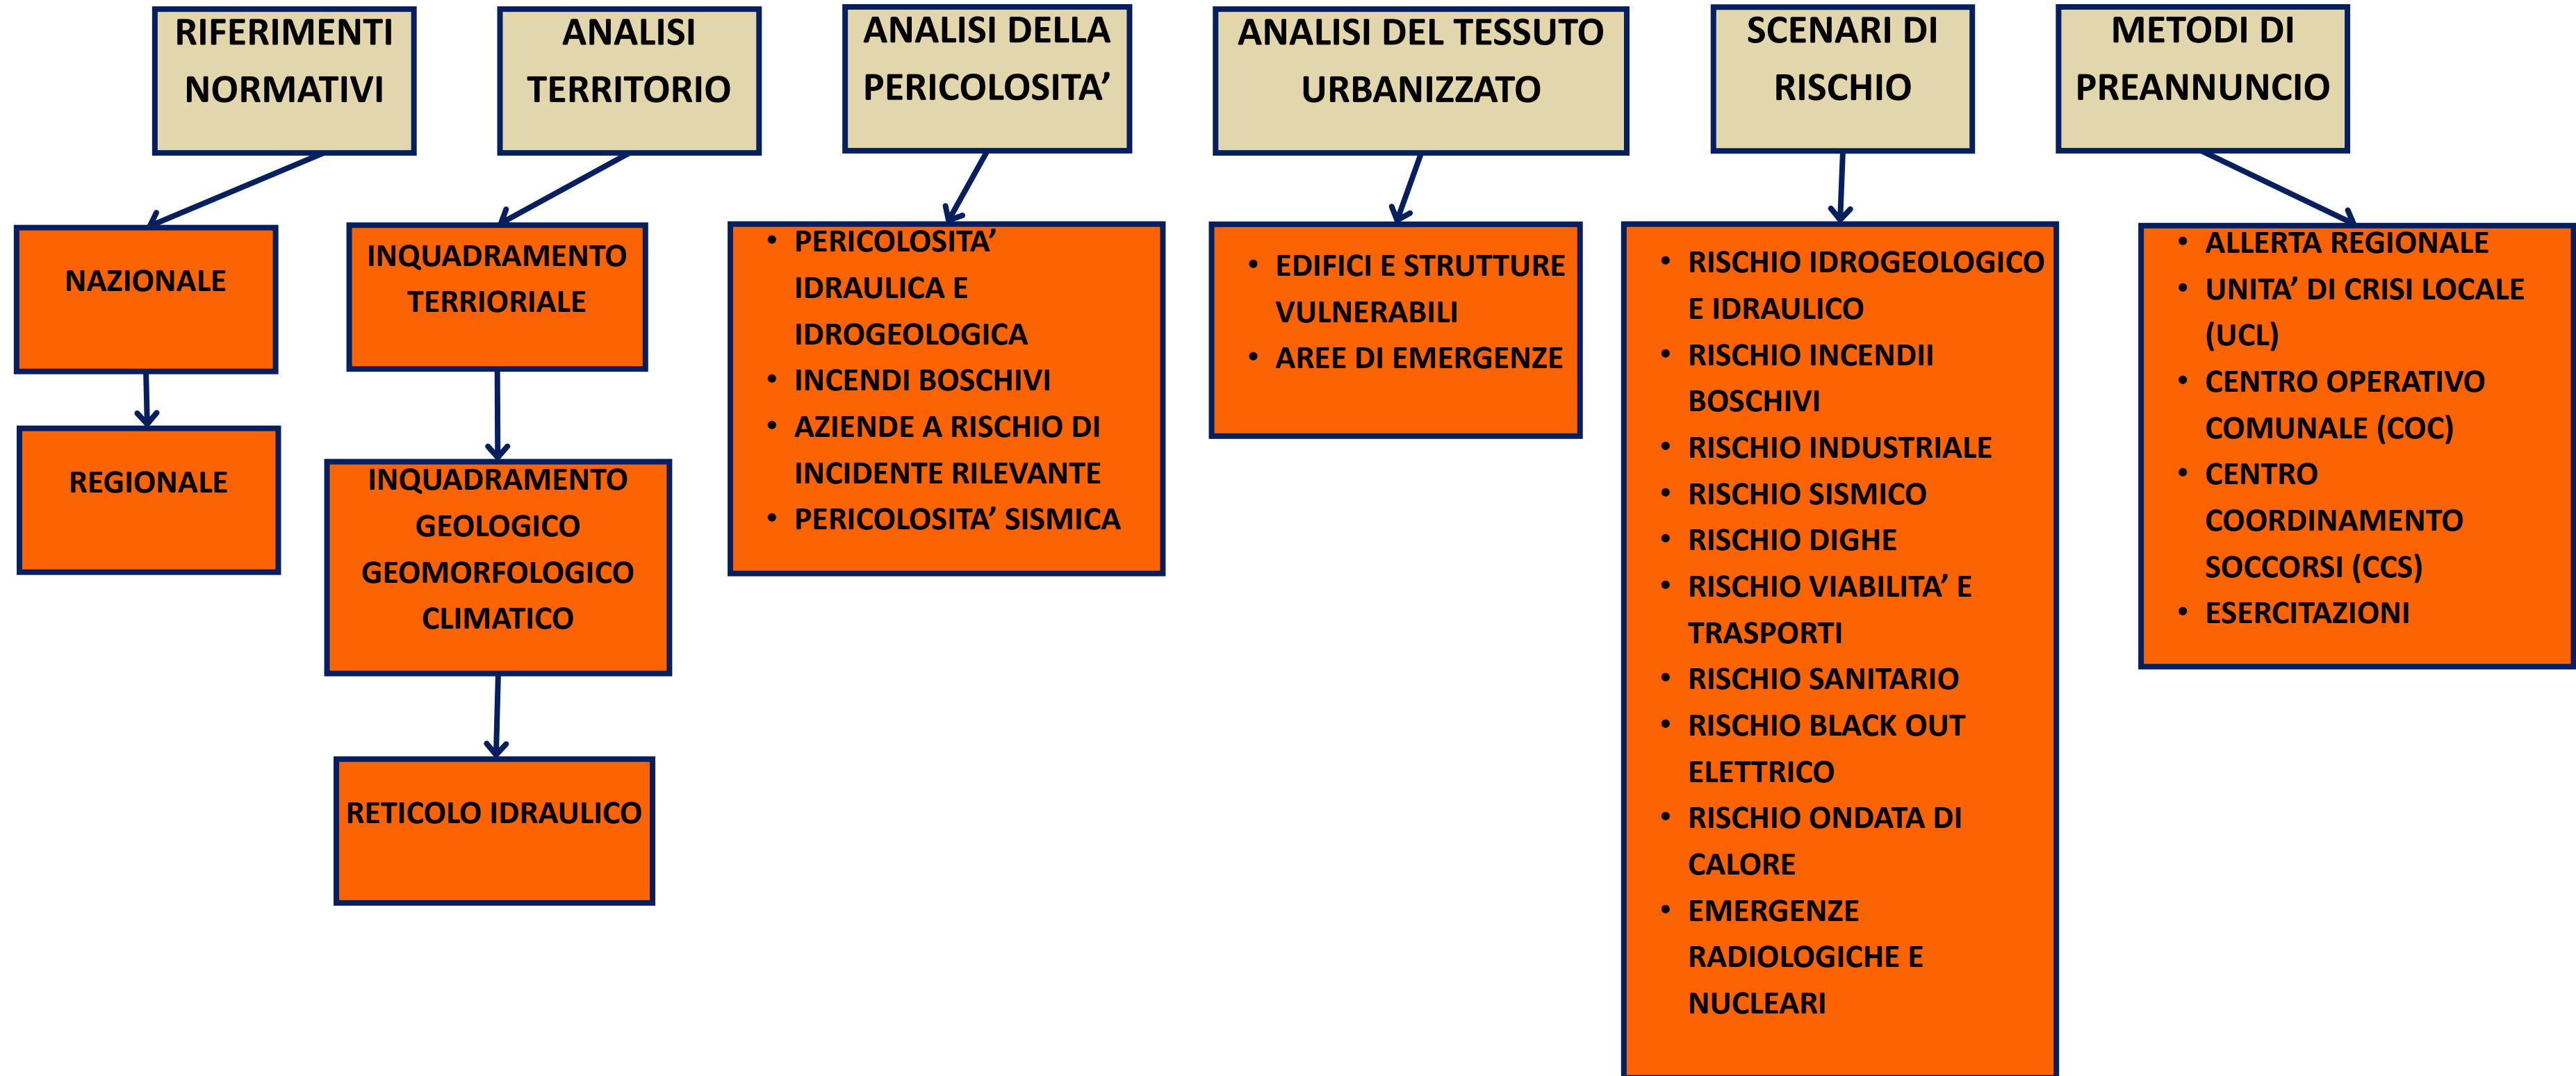 RIFERIMENTI
NORMATIVI
NAZIONALE
REGIONALE
ANALISI
TERRITORIO
INQUADRAMENTO
TERRIORIALE
INQUADRAMENTO
GEOLOGICO
GEOMORFOLOGICO
CLIMATICO
RETICOLO IDRAULICO
ANALISI DELLA
PERICOLOSITA’
• PERICOLOSITA’
IDRAULICA E
IDROGEOLOGICA
• INCENDI BOSCHIVI
• AZIENDE A RISCHIO DI
INCIDENTE RILEVANTE
• PERICOLOSITA’ SISMICA
ANALISI DEL TESSUTO
URBANIZZATO
• EDIFICI E STRUTTURE
VULNERABILI
• AREE DI EMERGENZE
SCENARI DI
RISCHIO
• RISCHIO IDROGEOLOGICO
E IDRAULICO
• RISCHIO INCENDII
BOSCHIVI
• RISCHIO INDUSTRIALE
• RISCHIO SISMICO
• RISCHIO DIGHE
• RISCHIO VIABILITA’ E
TRASPORTI
• RISCHIO SANITARIO
• RISCHIO BLACK OUT
ELETTRICO
• RISCHIO ONDATA DI
CALORE
• EMERGENZE
RADIOLOGICHE E
NUCLEARI
METODI DI
PREANNUNCIO
• ALLERTA REGIONALE
• UNITA’ DI CRISI LOCALE
(UCL)
• CENTRO OPERATIVO
COMUNALE (COC)
• CENTRO
COORDINAMENTO
SOCCORSI (CCS)
• ESERCITAZIONI